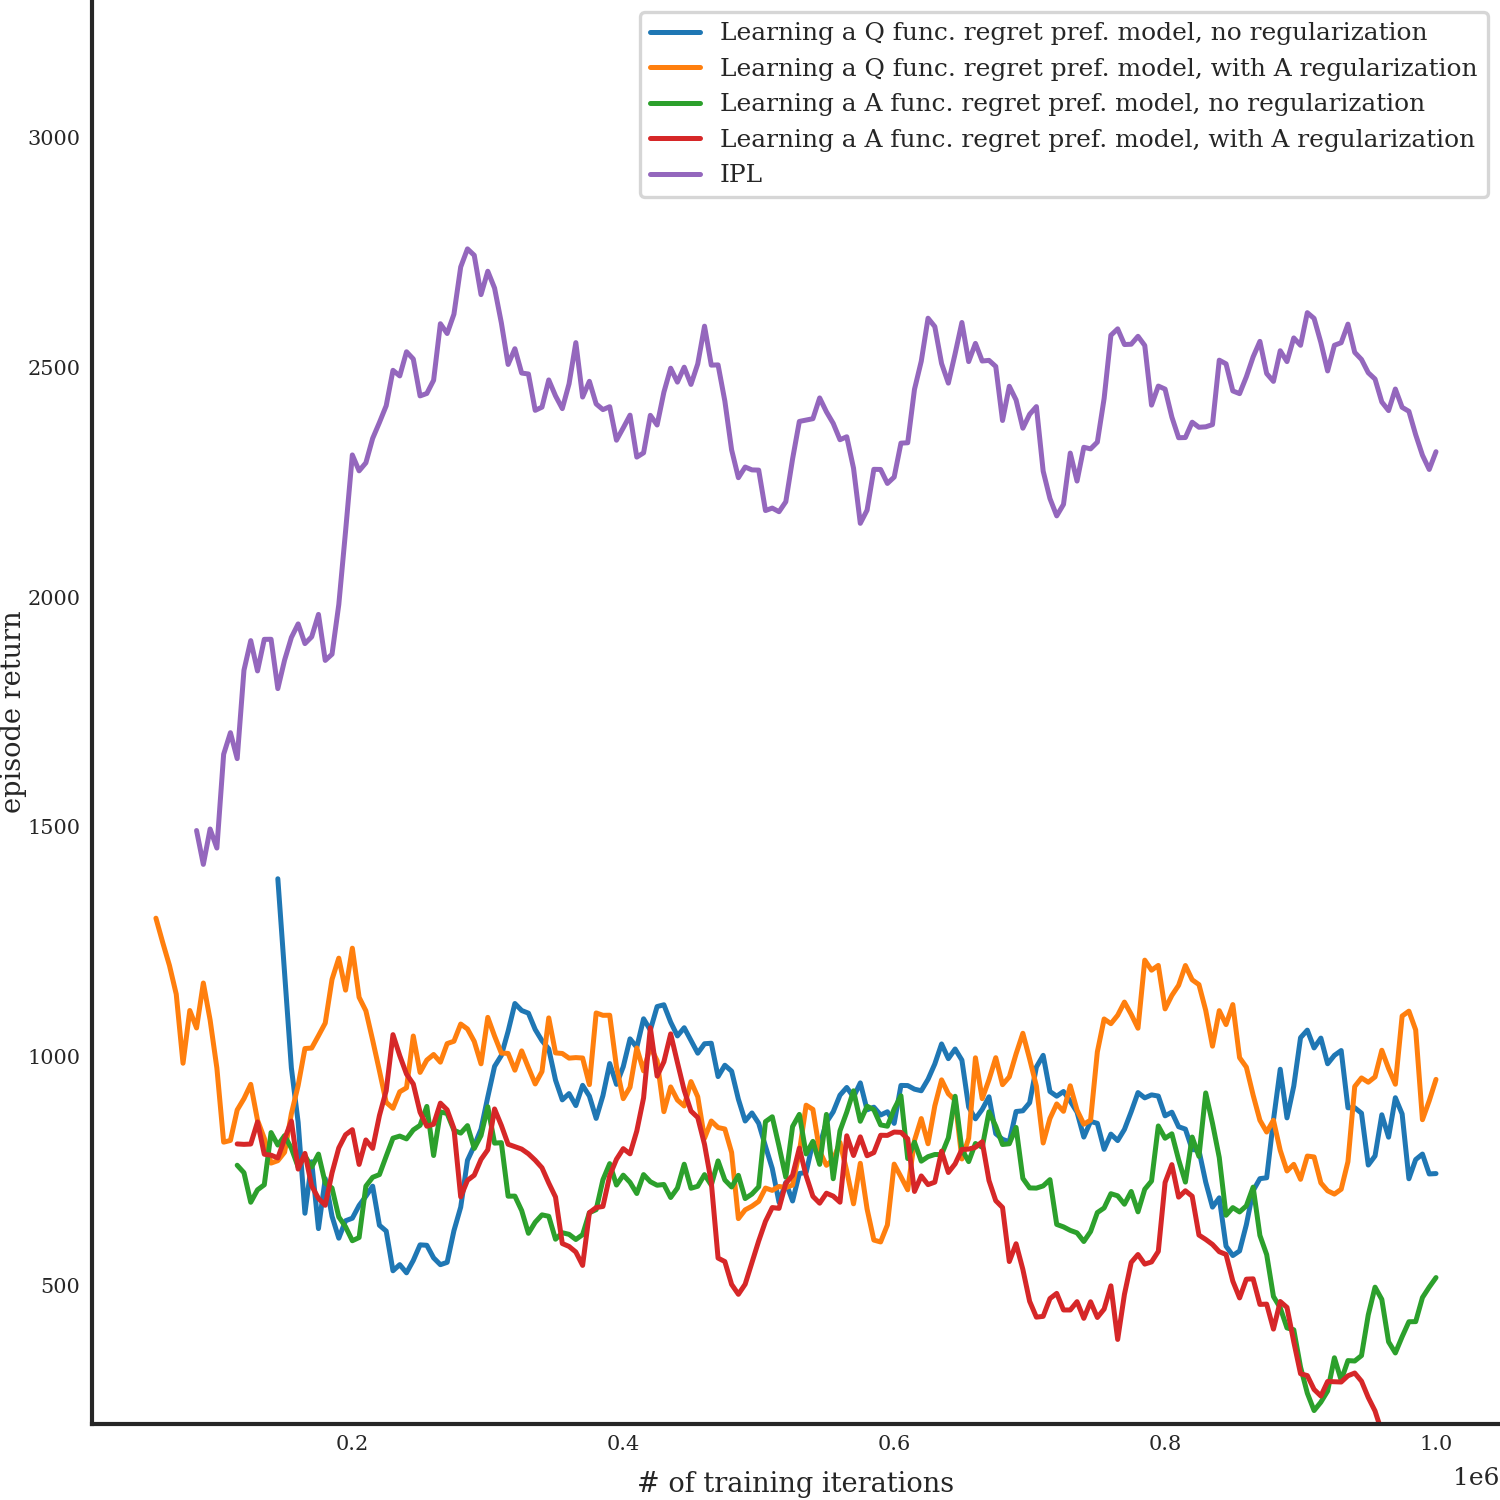 Learning a Q func. regret pref. model, no regularization
Learning a Q func. regret pref. model, with A regularization
Learning a A func. regret pref. model, no regularization
Learning a A func. regret pref. model, with A regularization
IPL
3000
2500
2000
1500
1000
500
episode return
0.2 0.4 0.6 0.8 1.0
1e6
# of training iterations